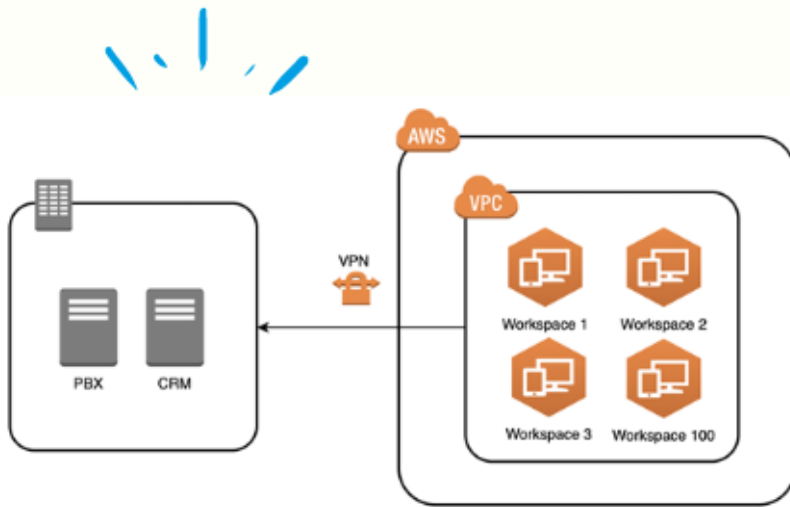 AWS
VPC
VPN
Workspace 1
Workspace 2
PBX
CRM
Workspace 3
Workspace 100